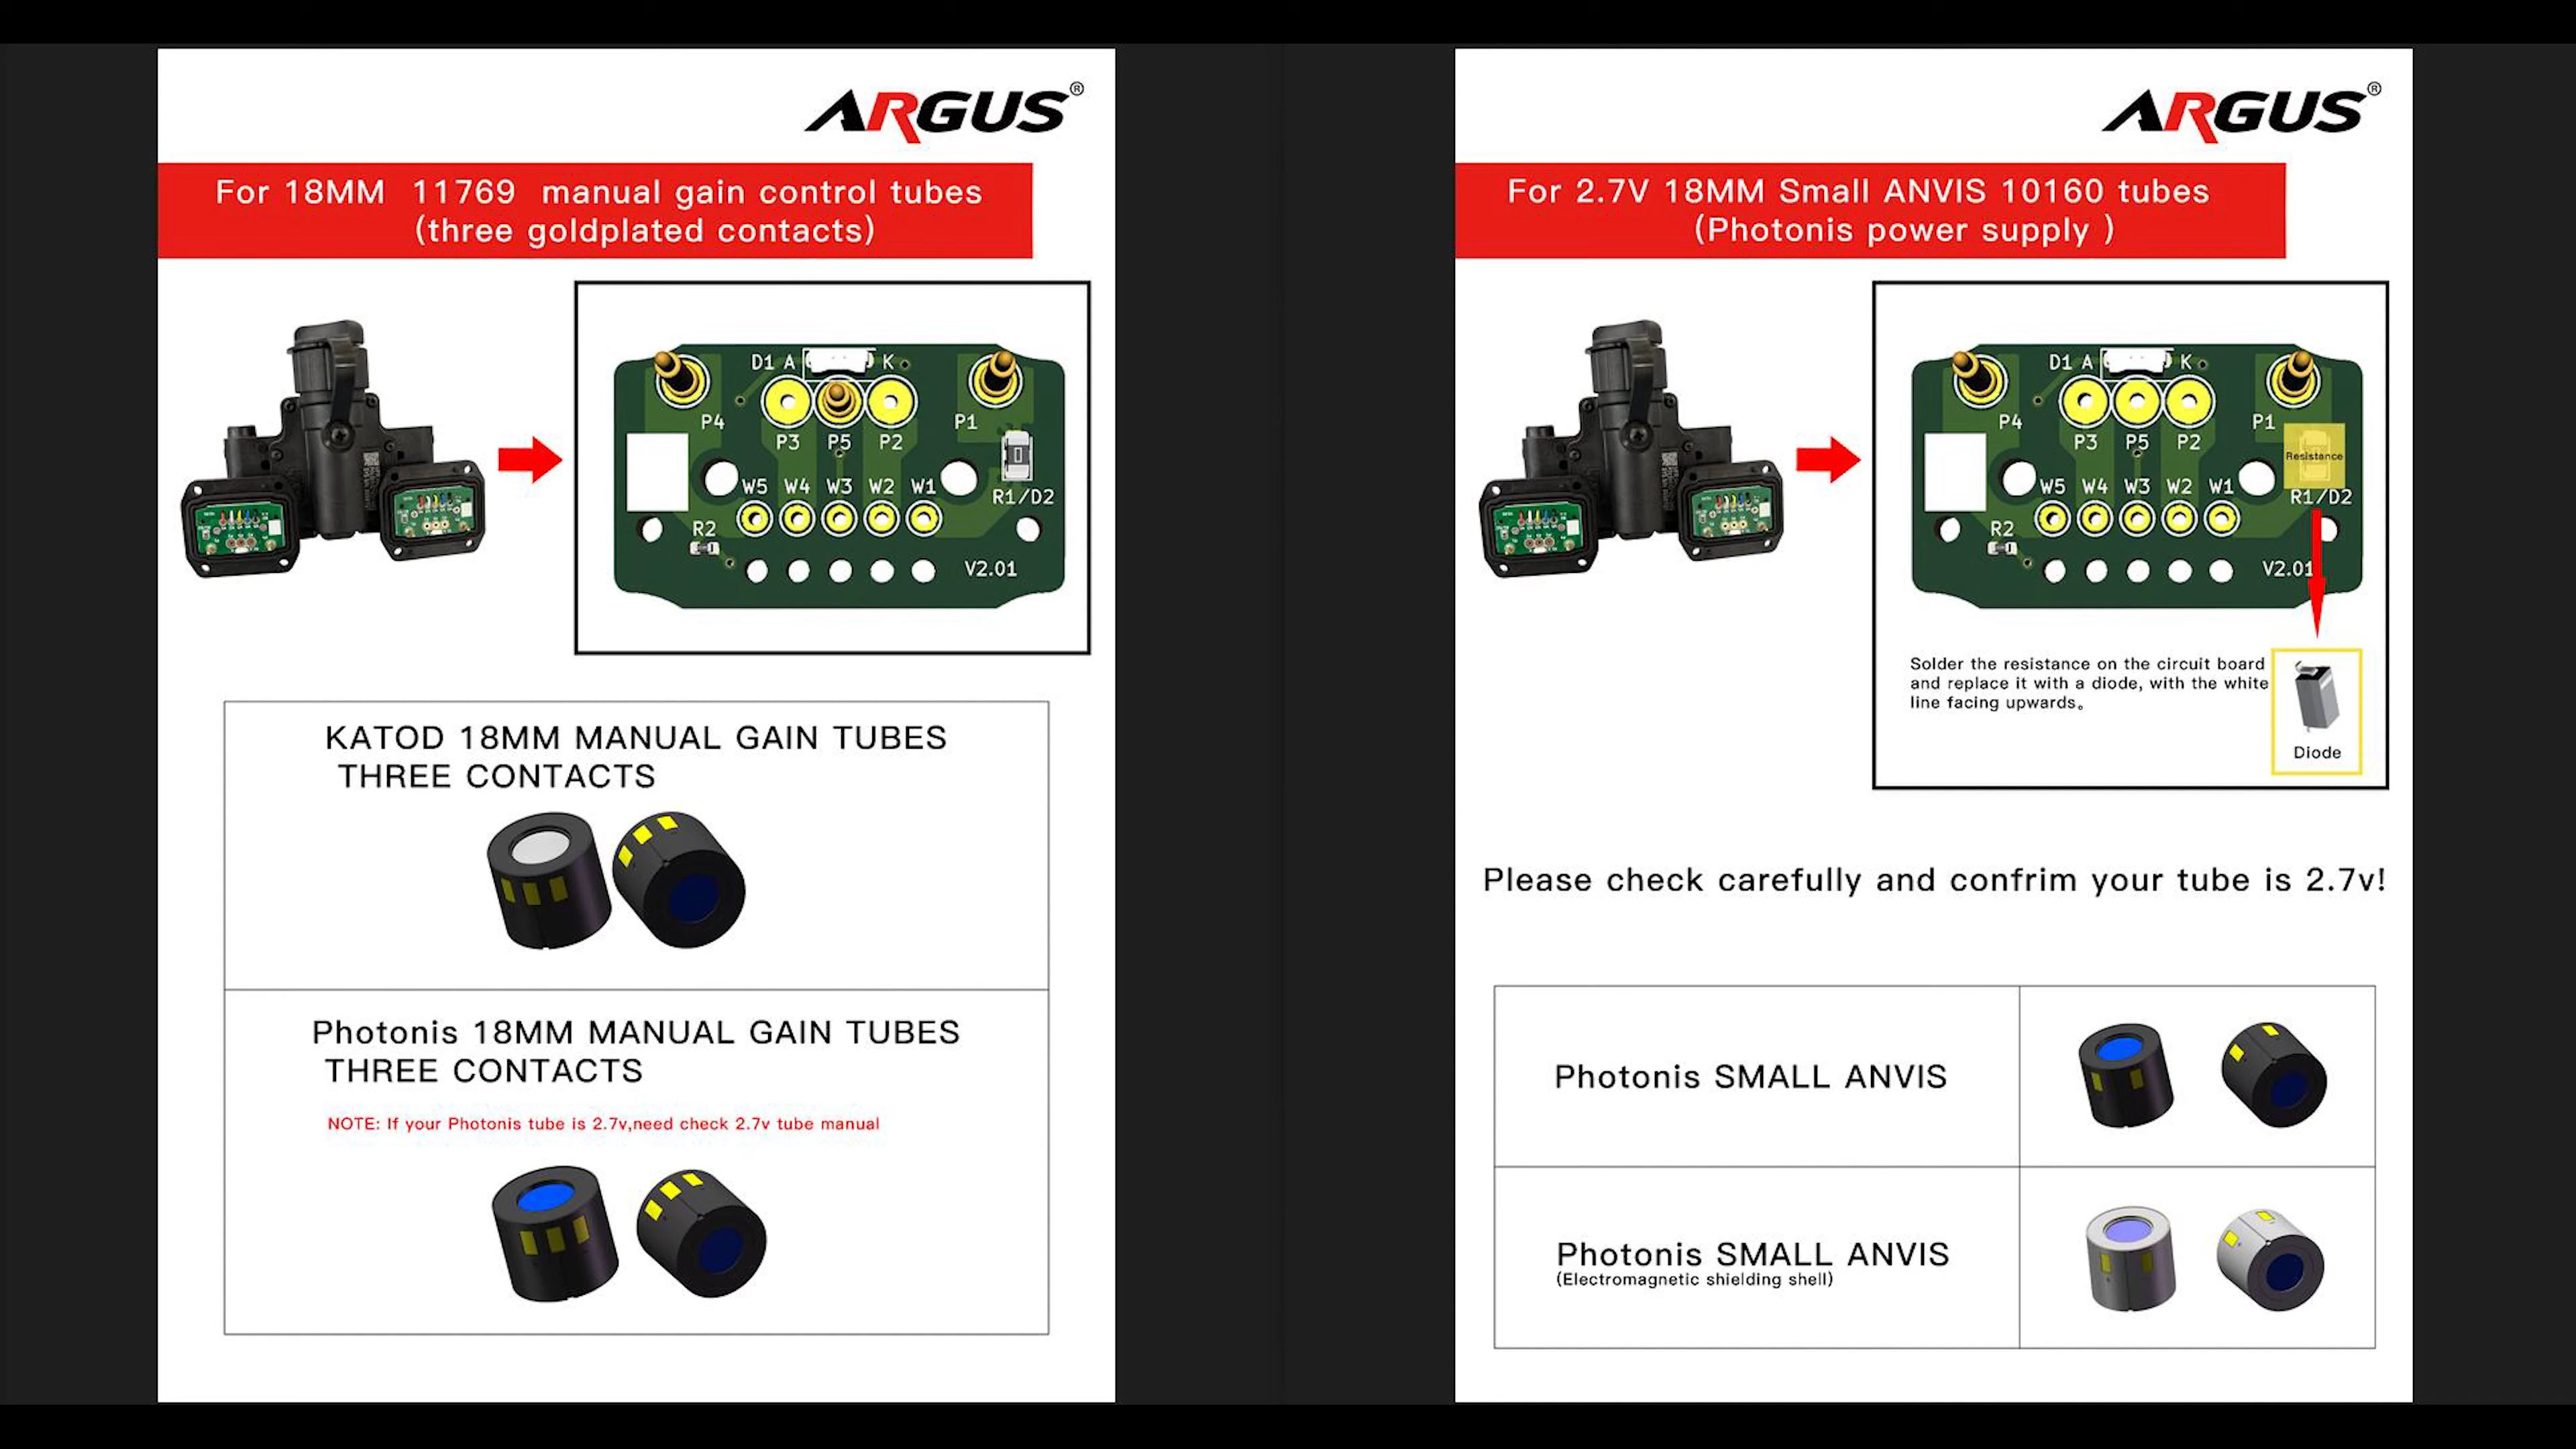 ARGUS®
For 18MM 11769 manual gain control tubes
(three goldplated contacts)
D1 A K
P4 P1
P3 P5 P2
W5 W4 W3 W2 W1
R1/D2
R2
V2.01
KATOD 18MM MANUAL GAIN TUBES
THREE CONTACTS
Photonis 18MM MANUAL GAIN TUBES
THREE CONTACTS
NOTE: If your Photonis tube is 2.7v,need check 2.7v tube manual
ARGUS®
For 2.7V 18MM Small ANVIS 10160 tubes
(Photonis power supply )
D1 A K
P4 P1
P3 P5 P2
Resistance
W5 W4 W3 W2 W1
R1/D2
R2
V2.01
Solder the resistance on the circuit board
and replace it with a diode, with the white
line facing upwards。
Diode
Please check carefully and confrim your tube is 2.7v!
Photonis SMALL ANVIS
Photonis SMALL ANVIS
(Electromagnetic shielding shell)